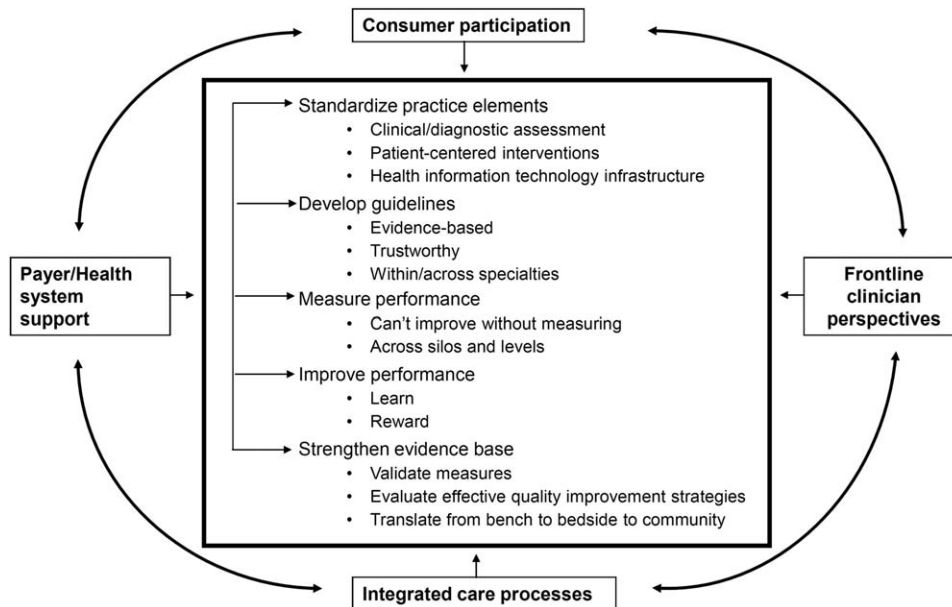 Consumer participation
Standardize practice elements
• Clinical/diagnostic assessment
• Patient-centered interventions
• Health information technology infrastructure
Develop guidelines
• Evidence-based
• Trustworthy
• Within/across specialties
Payer/Health
system
support
Measure performance
• Can't improve without measuring
• Across silos and levels
Frontline
clinician
perspectives
Improve performance
• Learn
• Reward
Strengthen evidence base
• Validate measures
• Evaluate effective quality improvement strategies
• Translate from bench to bedside to community
Integrated care processes